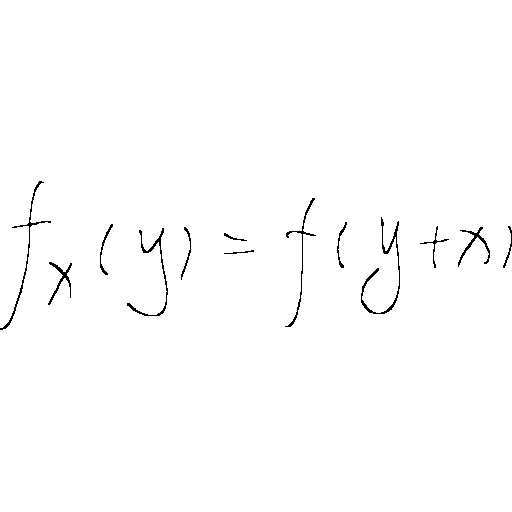 f_x(y) = f(y+x)